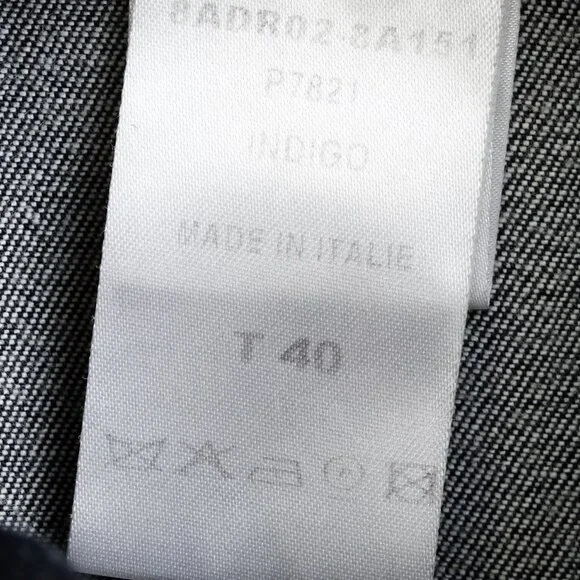 8ADR02-8A151
P7821
INDIGO
MADE IN ITALIE
T 40